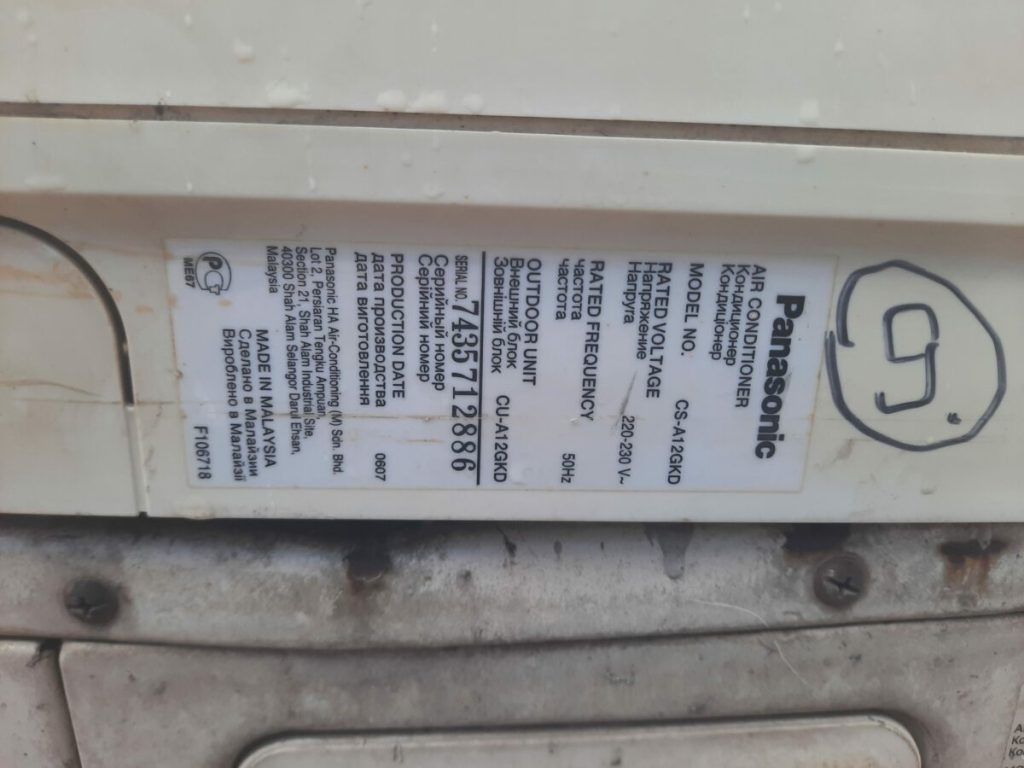 5
Panasonic
AIR CONDITIONER
Кондиционер
Кондиціонер
MODEL NO. CS-A12GKD
RATED VOLTAGE 220-230 V~
Напряжение
Напруга
RATED FREQUENCY 50Hz
частота
частота
OUTDOOR UNIT CU-A12GKD
Внешний блок
Зовнішній блок
SERIAL NO. 7435712886
Серийный номер
Серійний номер
PRODUCTION DATE 0607
дата производства
дата виготовлення
Panasonic HA Air-Conditioning (M) Sdn. Bhd.
Lot 2, Persiaran Tengku Ampuan,
Section 21, Shah Alam Industrial Site,
40300 Shah Alam Selangor Darul Ehsan,
Malaysia
MADE IN MALAYSIA
Сделано в Малайзии
Вироблено в Малайзії
ME67
F106718